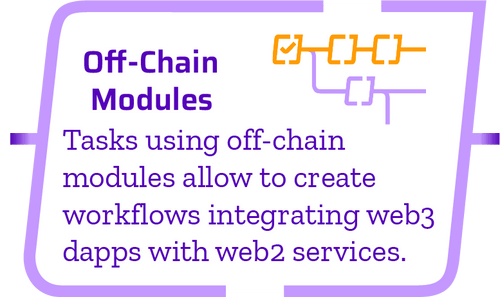 Off-Chain
Modules
Tasks using off-chain
modules allow to create
workflows integrating web3
dapps with web2 services.